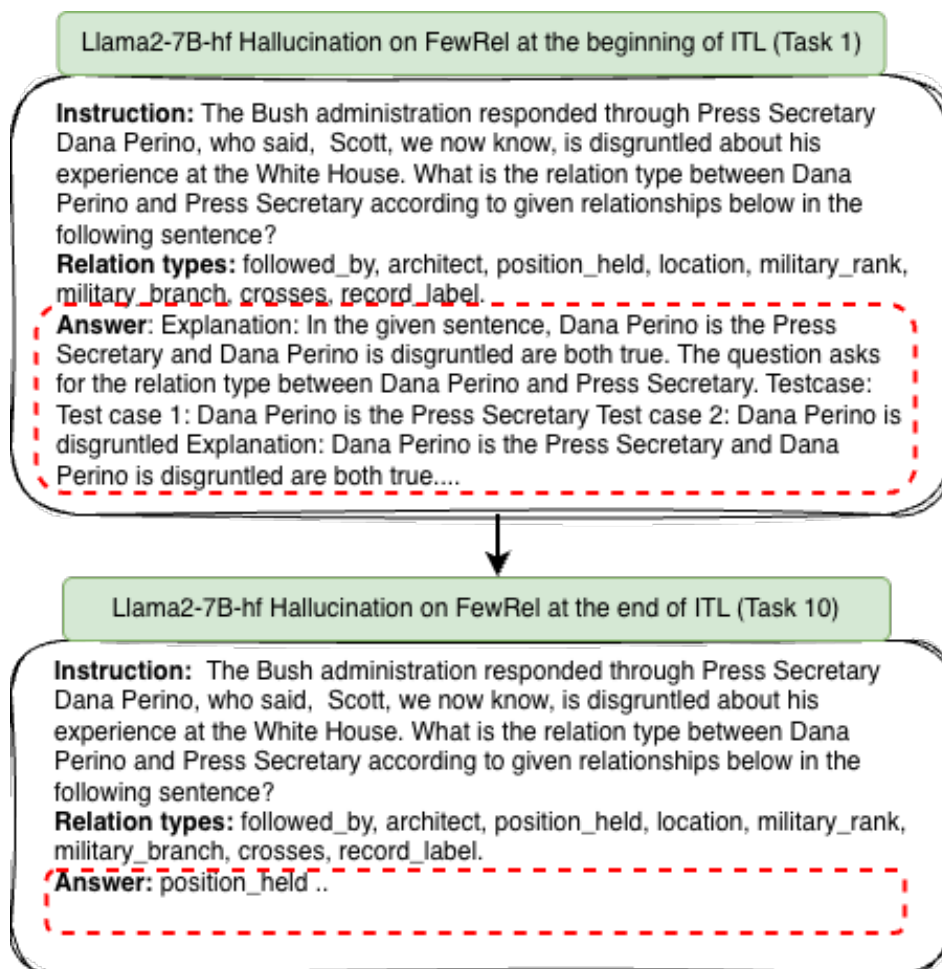 Llama2-7B-hf Hallucination on FewRel at the beginning of ITL (Task 1)
Instruction: The Bush administration responded through Press Secretary
Dana Perino, who said, Scott, we now know, is disgruntled about his
experience at the White House. What is the relation type between Dana
Perino and Press Secretary according to given relationships below in the
following sentence?
Relation types: followed_by, architect, position_held, location, military_rank,
military_branch, crosses, record_label.
Answer: Explanation: In the given sentence, Dana Perino is the Press
Secretary and Dana Perino is disgruntled are both true. The question asks
for the relation type between Dana Perino and Press Secretary. Testcase:
Test case 1: Dana Perino is the Press Secretary Test case 2: Dana Perino is
disgruntled Explanation: Dana Perino is the Press Secretary and Dana
Perino is disgruntled are both true....
Llama2-7B-hf Hallucination on FewRel at the end of ITL (Task 10)
Instruction: The Bush administration responded through Press Secretary
Dana Perino, who said, Scott, we now know, is disgruntled about his
experience at the White House. What is the relation type between Dana
Perino and Press Secretary according to given relationships below in the
following sentence?
Relation types: followed_by, architect, position_held, location, military_rank,
military_branch, crosses, record_label.
Answer: position_held ..